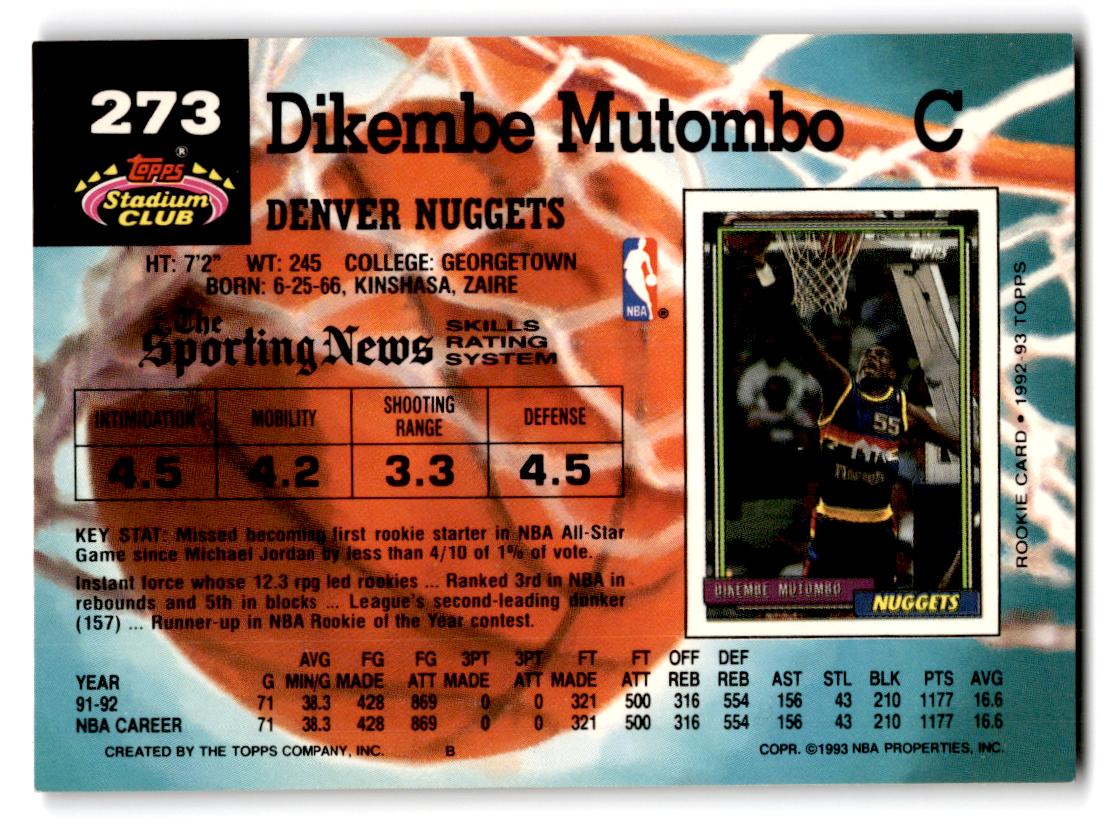 273
Dikembe Mutombo C
TOPPS ®
Stadium
CLUB
DENVER NUGGETS
HT: 7'2" WT: 245 COLLEGE: GEORGETOWN
BORN: 6-25-66, KINSHASA, ZAIRE
NBA ®
The
Sporting News
SKILLS
RATING
SYSTEM
INTIMIDATION MOBILITY SHOOTING RANGE DEFENSE
4.5 4.2 3.3 4.5
KEY STAT: Missed becoming first rookie starter in NBA All-Star
Game since Michael Jordan by less than 4/10 of 1% of vote.
Instant force whose 12.3 rpg led rookies ... Ranked 3rd in NBA in
rebounds and 5th in blocks ... League's second-leading dunker
(157) ... Runner-up in NBA Rookie of the Year contest.
TOPPS
55
Nuggets
DIKEMBE MUTOMBO
NUGGETS
ROOKIE CARD • 1992-93 TOPPS
AVG FG FG 3PT 3PT FT FT OFF DEF
YEAR G MIN/G MADE ATT MADE ATT MADE ATT REB REB AST STL BLK PTS AVG
91-92 71 38.3 428 869 0 0 321 500 316 554 156 43 210 1177 16.6
NBA CAREER 71 38.3 428 869 0 0 321 500 316 554 156 43 210 1177 16.6
CREATED BY THE TOPPS COMPANY, INC. B COPR. ©1993 NBA PROPERTIES, INC.